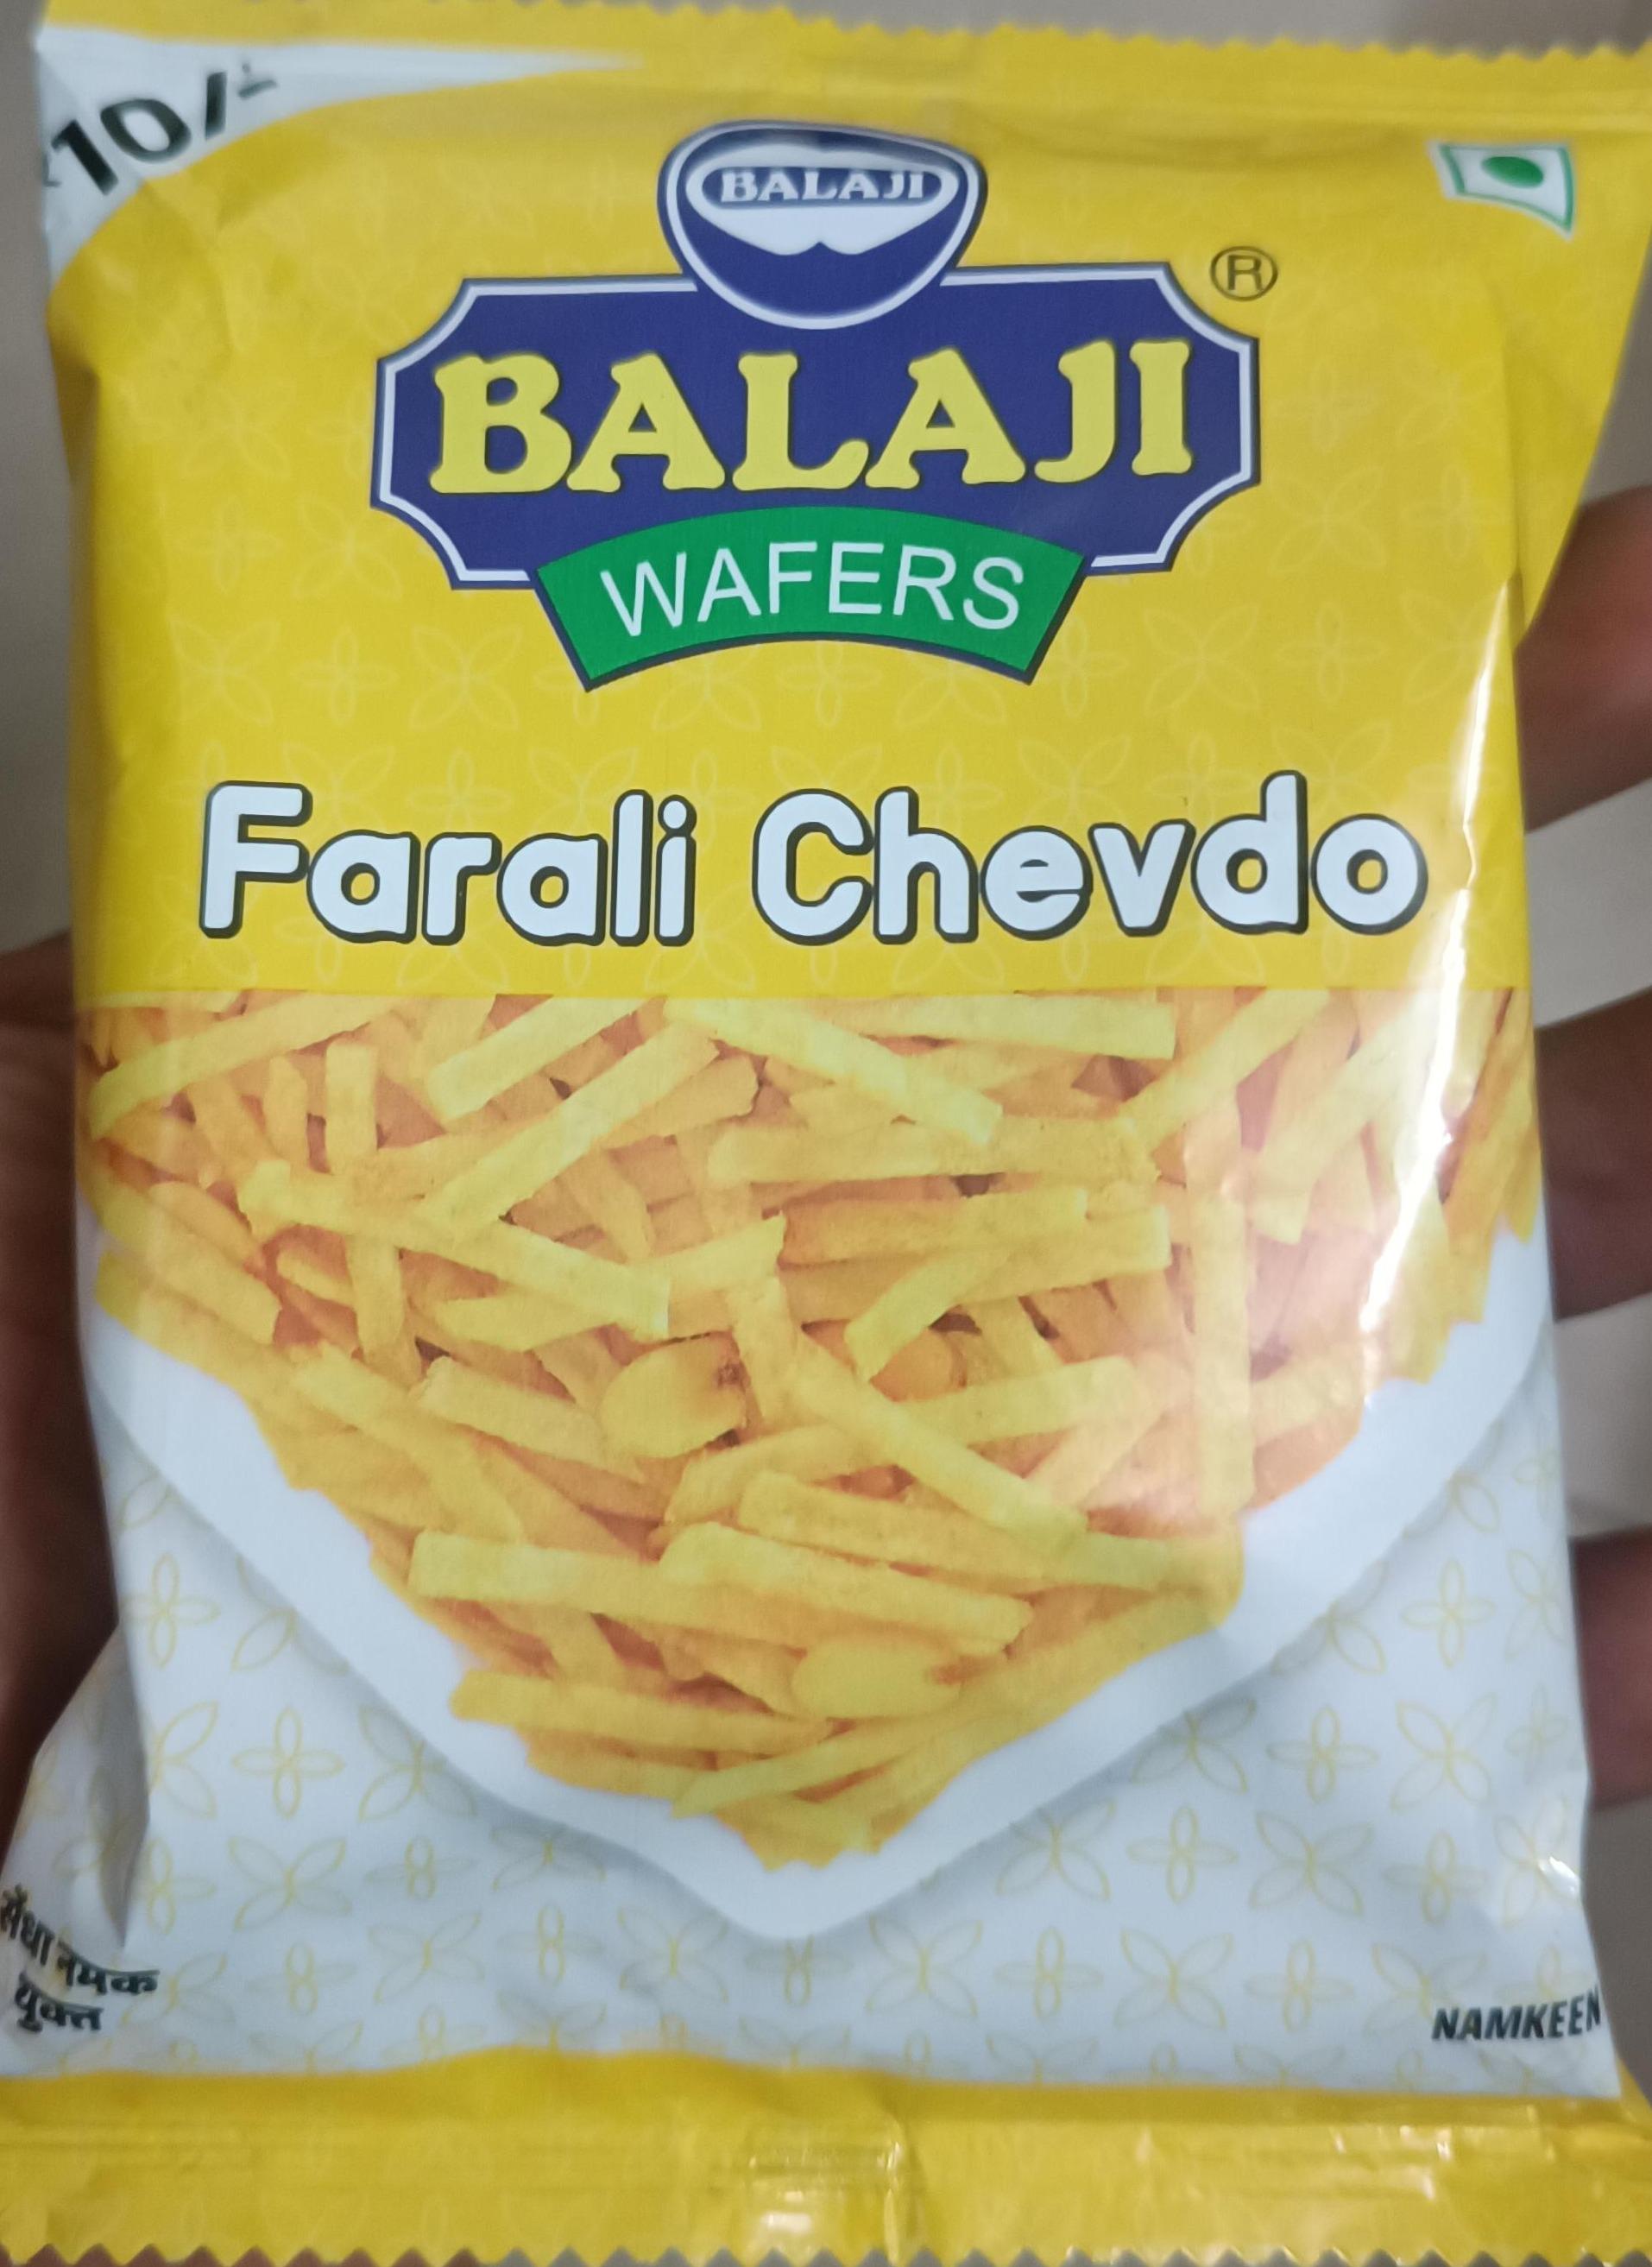 10/-
BALAJI
®
BALAJI
WAFERS
Farali Chevdo
सेंधा नमक
युक्त
NAMKEEN